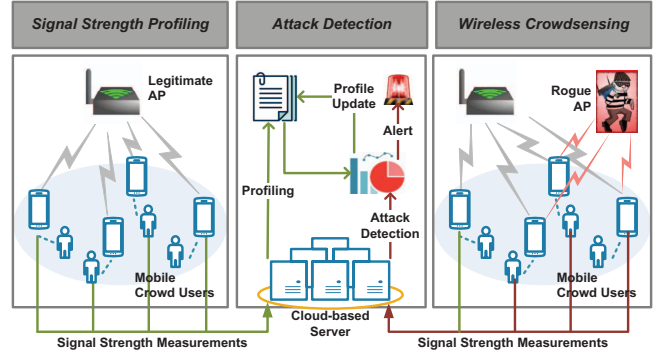 Signal Strength Profiling
Attack Detection
Wireless Crowdsensing
Legitimate
AP
Mobile
Crowd Users
Profile
Update
Alert
Profiling
Attack
Detection
Cloud-based
Server
Rogue
AP
Mobile
Crowd Users
Signal Strength Measurements
Signal Strength Measurements